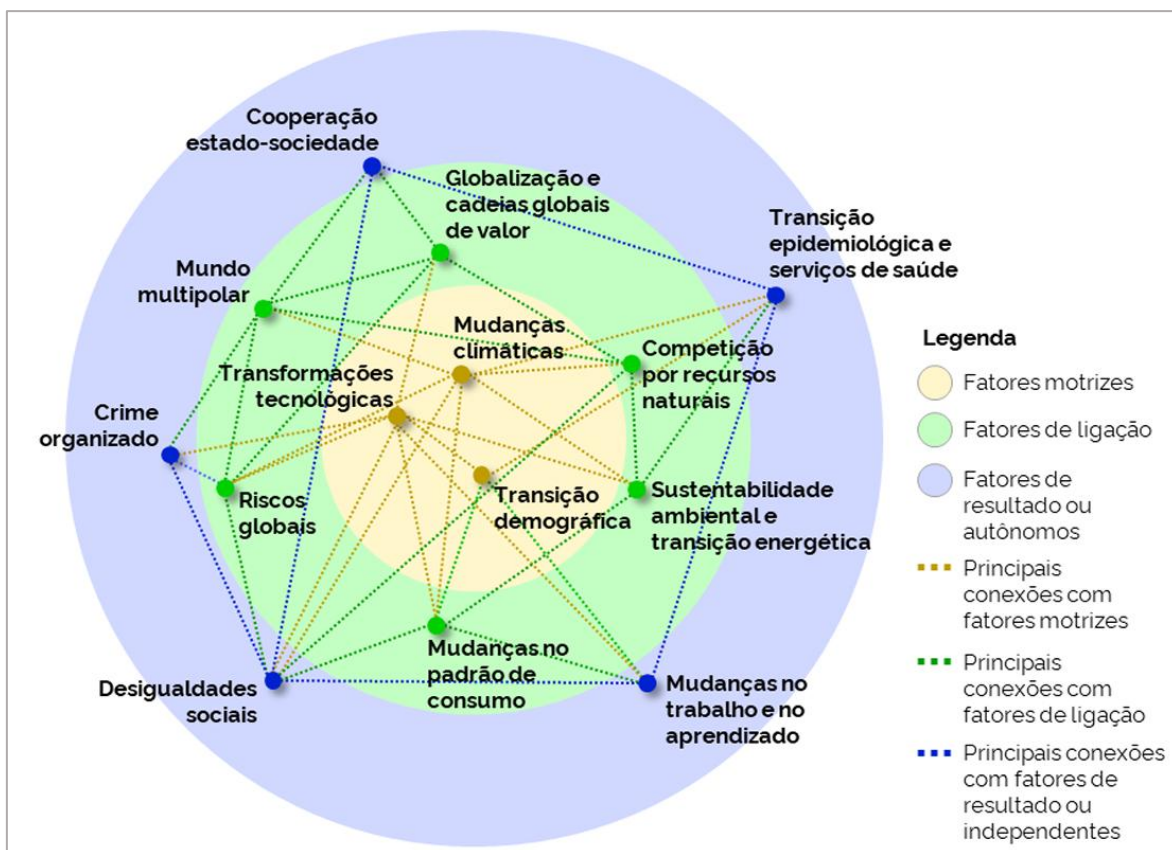 Cooperação
estado-sociedade
Globalização e
cadeias globais
de valor
Transição
epidemiológica e
serviços de saúde
Mundo
multipolar
Mudanças
climáticas
Transformações
tecnológicas
Competição
por recursos
naturais
Crime
organizado
Riscos
globais
Transição
demográfica
Sustentabilidade
ambiental e
transição energética
Desigualdades
sociais
Mudanças no
padrão de
consumo
Mudanças no
trabalho e no
aprendizado
Legenda
Fatores motrizes
Fatores de ligação
Fatores de
resultado ou
autônomos
Principais
conexões com
fatores motrizes
Principais
conexões com
fatores de ligação
Principais conexões
com fatores de
resultado ou
independentes